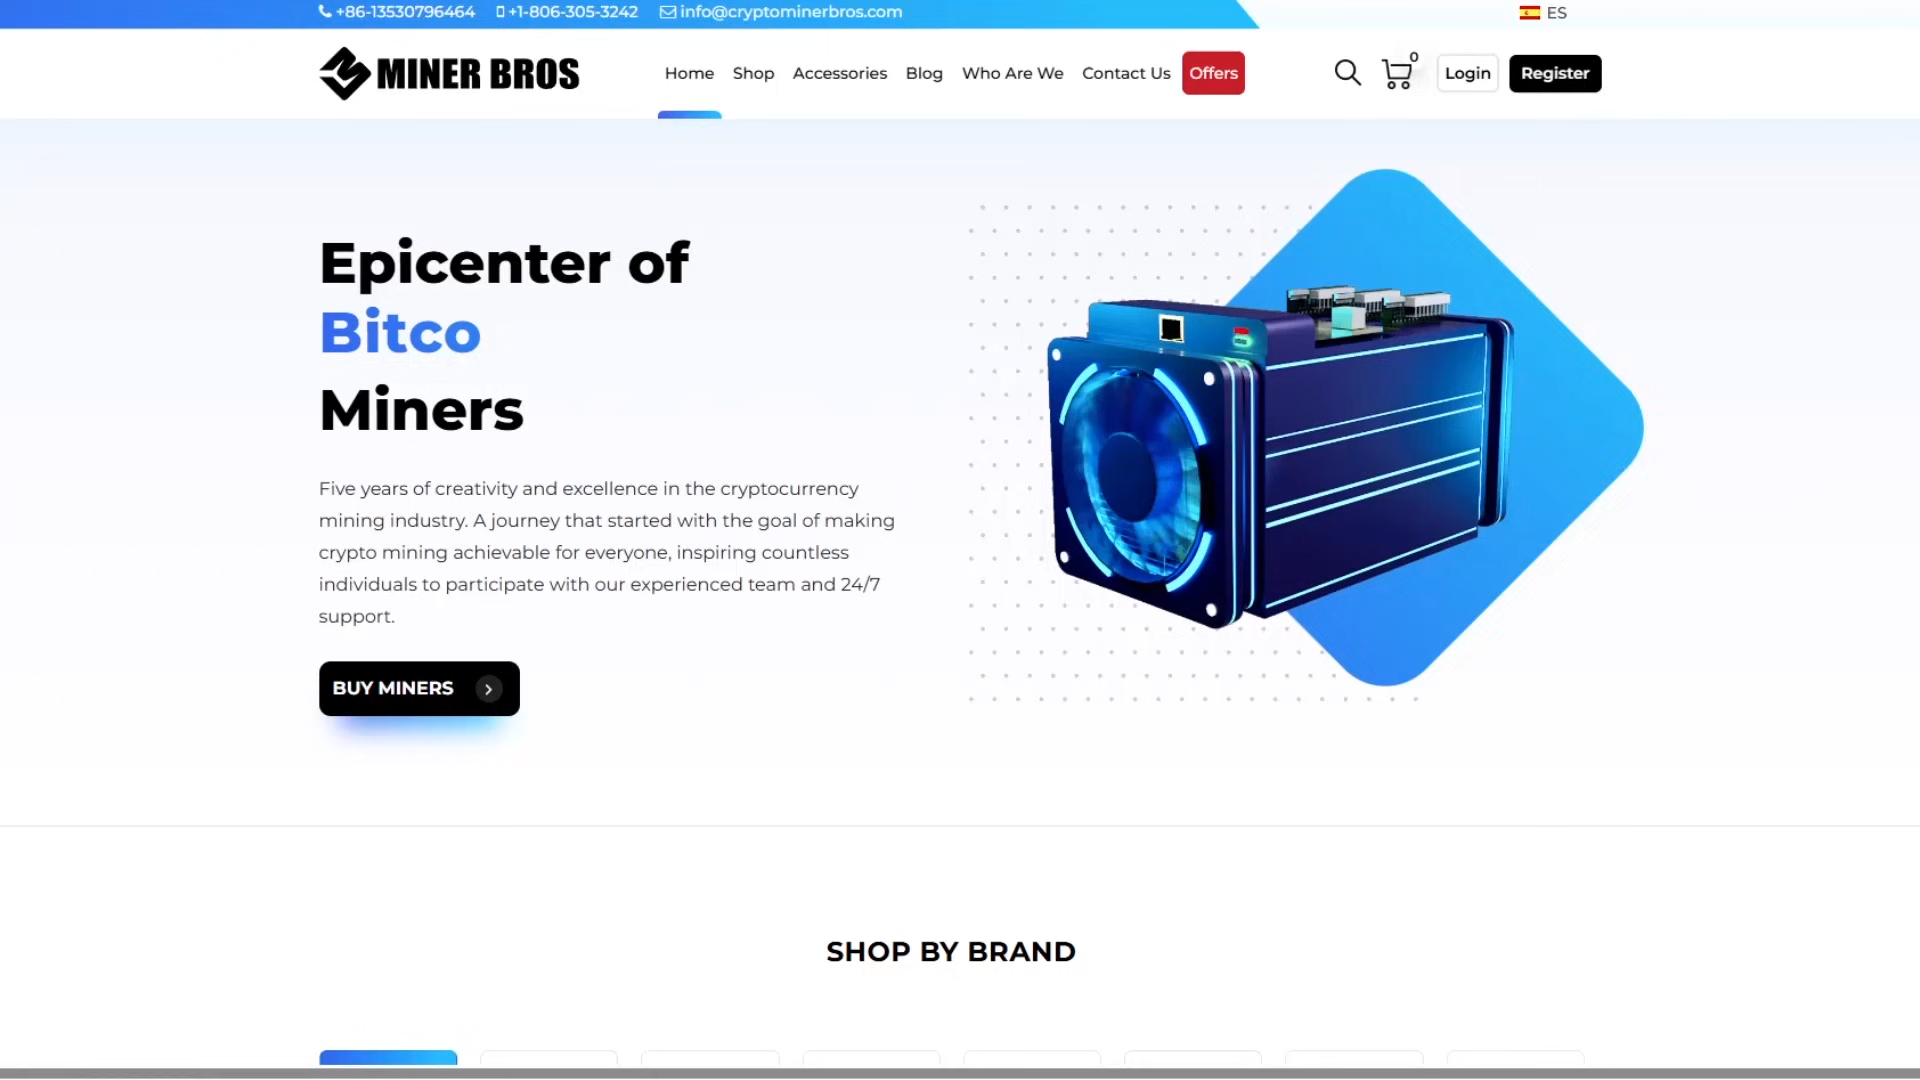 +86-13530796464 +1-806-305-3242 info@cryptominerbros.com ES
MINER BROS Home Shop Accessories Blog Who Are We Contact Us Offers 0 Login Register
Epicenter of
Bitco
Miners
Five years of creativity and excellence in the cryptocurrency
mining industry. A journey that started with the goal of making
crypto mining achievable for everyone, inspiring countless
individuals to participate with our experienced team and 24/7
support.
BUY MINERS
SHOP BY BRAND